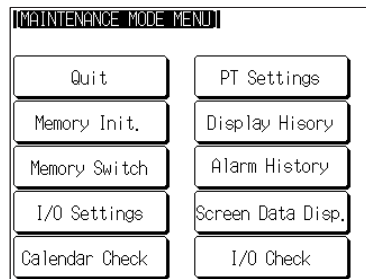 [MAINTENANCE MODE MENU]
Quit
PT Settings
Memory Init.
Display Hisory
Memory Switch
Alarm History
I/O Settings
Screen Data Disp.
Calendar Check
I/O Check